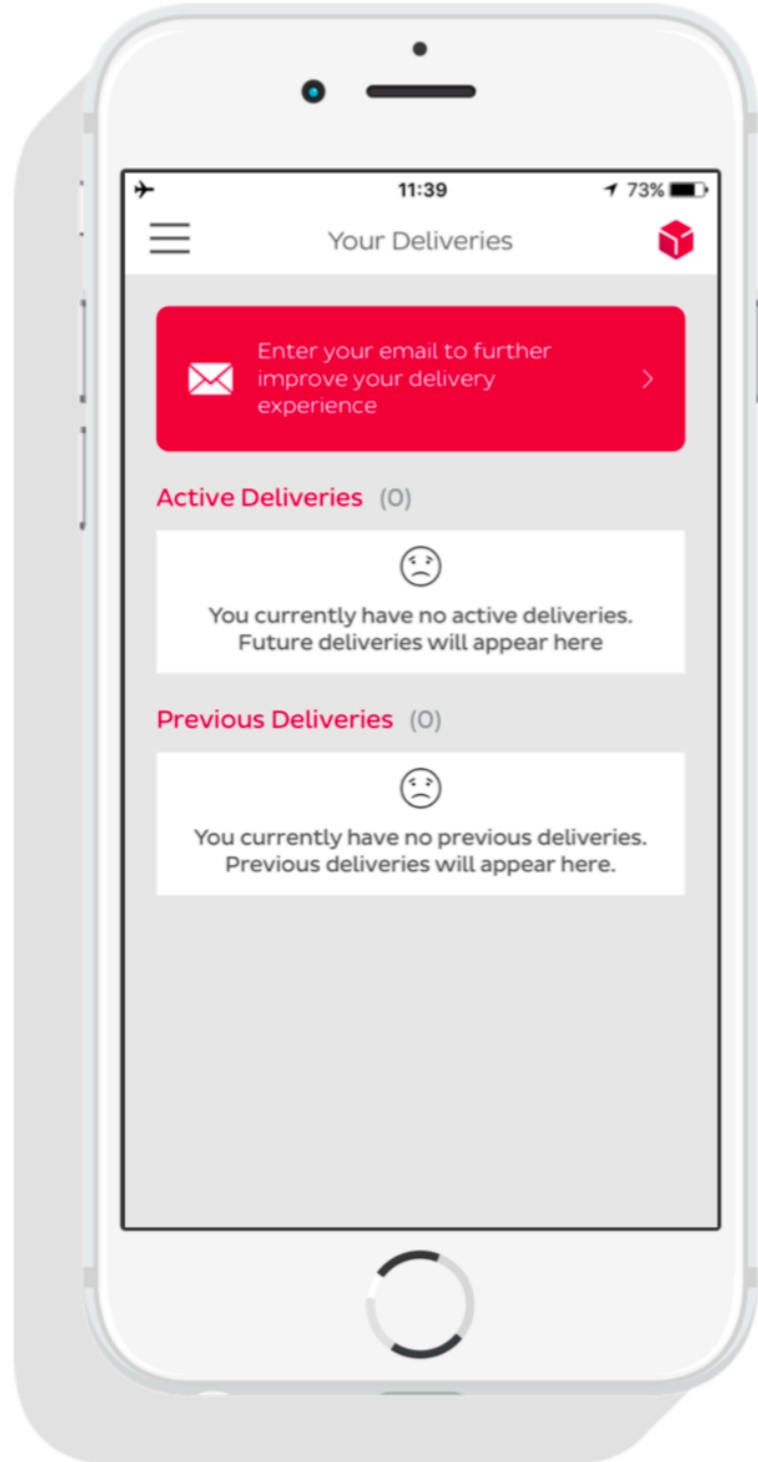 11:39
73%
Your Deliveries
Enter your email to further
improve your delivery
experience
Active Deliveries (0)
You currently have no active deliveries.
Future deliveries will appear here
Previous Deliveries (0)
You currently have no previous deliveries.
Previous deliveries will appear here.